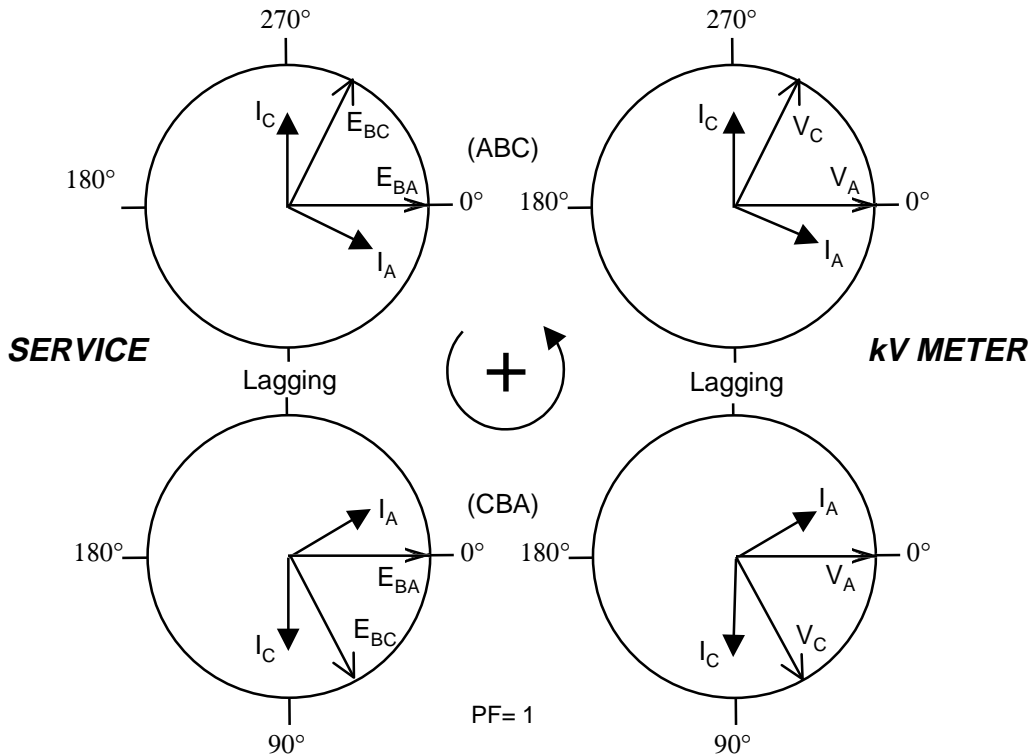 270°
270°
I_C
E_BC
(ABC)
I_C
V_C
180°
E_BA
0°
180°
V_A
0°
I_A
I_A
SERVICE
+
kV METER
Lagging
Lagging
I_A
(CBA)
I_A
180°
0°
180°
0°
E_BA
V_A
I_C
E_BC
I_C
V_C
PF= 1
90°
90°